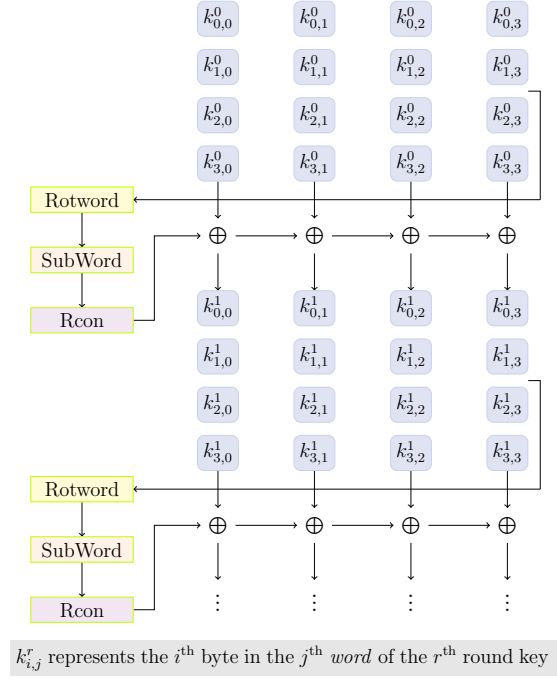 k^0_{0,0} k^0_{0,1} k^0_{0,2} k^0_{0,3}
k^0_{1,0} k^0_{1,1} k^0_{1,2} k^0_{1,3}
k^0_{2,0} k^0_{2,1} k^0_{2,2} k^0_{2,3}
k^0_{3,0} k^0_{3,1} k^0_{3,2} k^0_{3,3}
Rotword
⊕ ⊕ ⊕ ⊕
SubWord
Rcon k^1_{0,0} k^1_{0,1} k^1_{0,2} k^1_{0,3}
k^1_{1,0} k^1_{1,1} k^1_{1,2} k^1_{1,3}
k^1_{2,0} k^1_{2,1} k^1_{2,2} k^1_{2,3}
k^1_{3,0} k^1_{3,1} k^1_{3,2} k^1_{3,3}
Rotword
⊕ ⊕ ⊕ ⊕
SubWord
Rcon ⋮ ⋮ ⋮ ⋮
k^r_{i,j} represents the i^th byte in the j^th word of the r^th round key